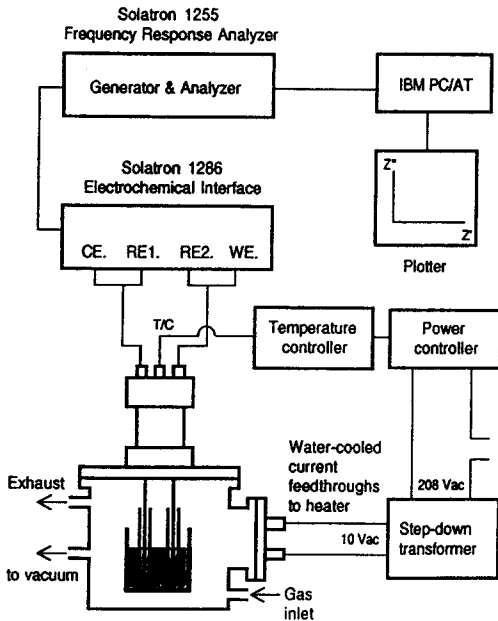 Solatron 1255
Frequency Response Analyzer
Generator & Analyzer
IBM PC/AT
Solatron 1286
Electrochemical Interface
CE. RE1. RE2. WE.
Z"
Z'
Plotter
T/C
Temperature
controller
Power
controller
Water-cooled
current
feedthroughs
to heater
Exhaust
208 Vac
10 Vac
Step-down
transformer
to vacuum
Gas
inlet